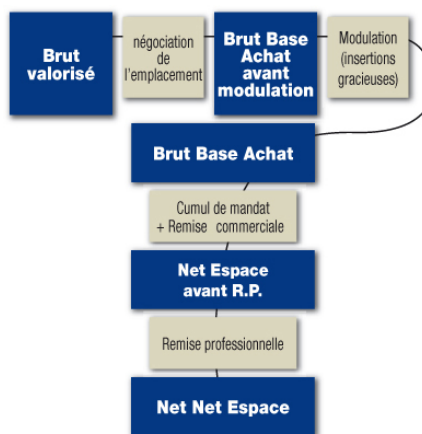 Brut
valorisé
négociation
de
l'emplacement
Brut Base
Achat
avant
modulation
Modulation
(insertions
gracieuses)
Brut Base Achat
Cumul de mandat
+ Remise commerciale
Net Espace
avant R.P.
Remise professionnelle
Net Net Espace